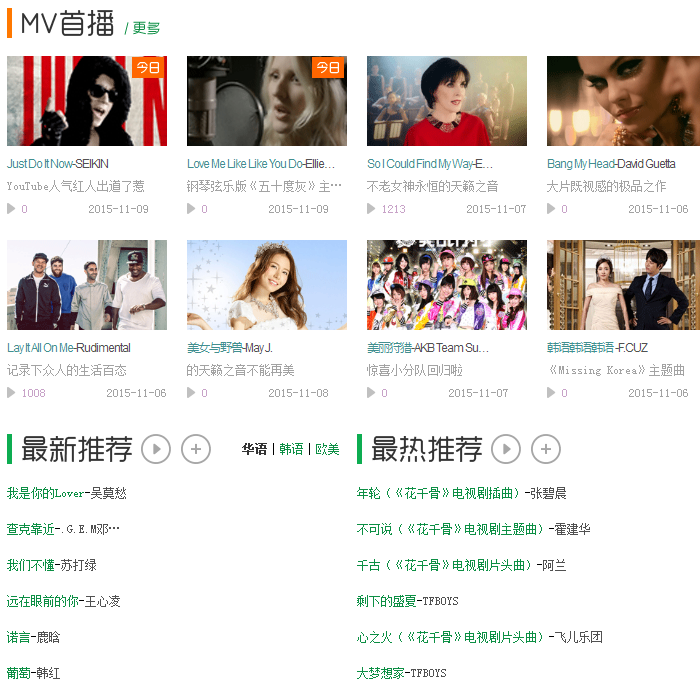 MV首播 / 更多
今日 今日
Just Do It Now-SEIKIN Love Me Like Like You Do-Ellie… So I Could Find My Way-E… Bang My Head-David Guetta
YouTube人气红人出道了惹 钢琴弦乐版《五十度灰》主… 不老女神永恒的天籁之音 大片既视感的极品之作
0 2015-11-09 0 2015-11-09 1213 2015-11-07 0 2015-11-06
Lay It All On Me-Rudimental 美女与野兽-May J. 美丽狩猎-AKB Team Su… 韩语韩语韩语 -F.CUZ
记录下众人的生活百态 的天籁之音不能再美 惊喜小分队回归啦 《Missing Korea》主题曲
1008 2015-11-06 0 2015-11-08 0 2015-11-07 0 2015-11-06
最新推荐 华语 | 韩语 | 欧美 最热推荐
我是你的Lover-吴莫愁 年轮（《花千骨》电视剧插曲）-张碧晨
查克靠近-.G.E.M邓… 不可说（《花千骨》电视剧主题曲）-霍建华
我们不懂-苏打绿 千古（《花千骨》电视剧片头曲）-阿兰
远在眼前的你-王心凌 剩下的盛夏-TFBOYS
诺言-鹿晗 心之火（《花千骨》电视剧片头曲）-飞儿乐团
葡萄-韩红 大梦想家-TFBOYS